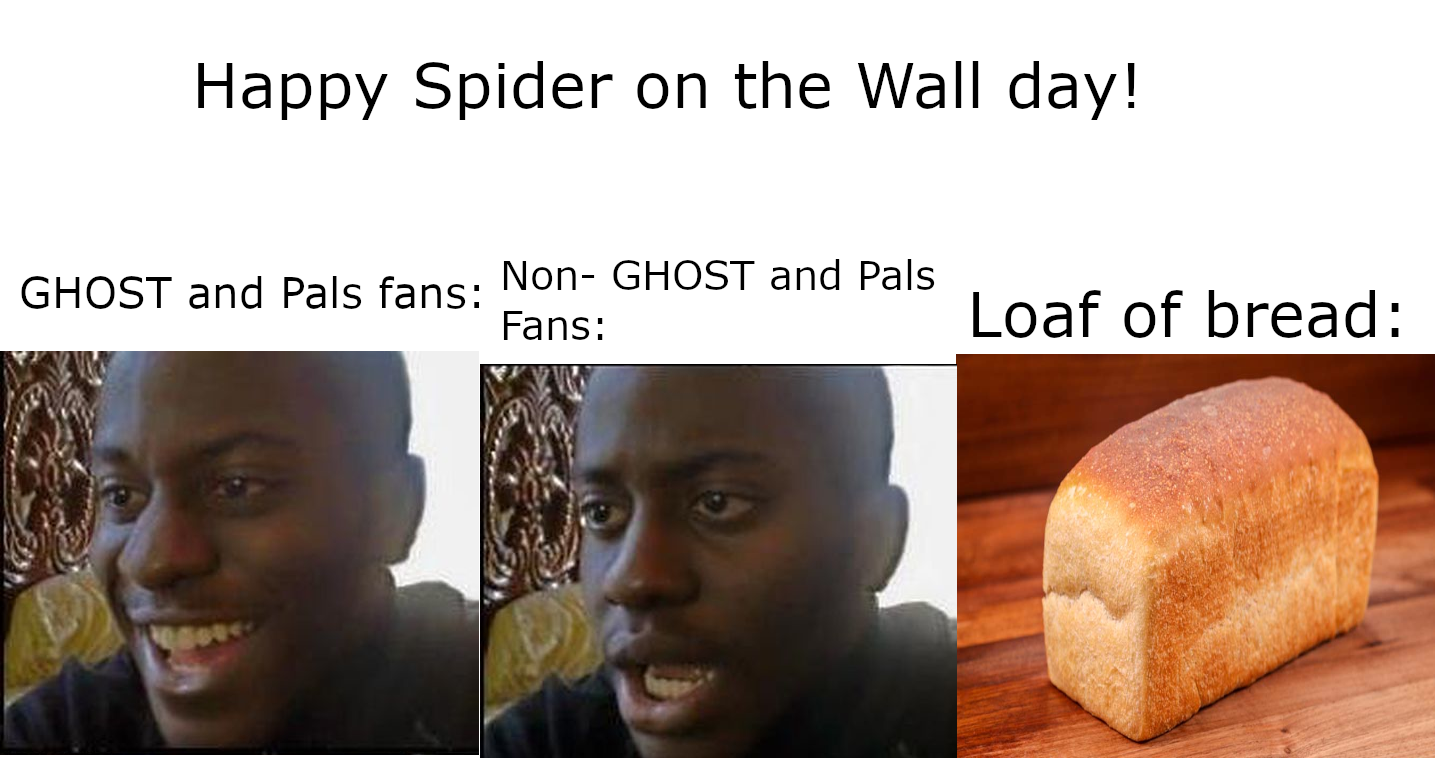 Happy Spider on the Wall day!
GHOST and Pals fans:
Non- GHOST and Pals
Fans:
Loaf of bread: